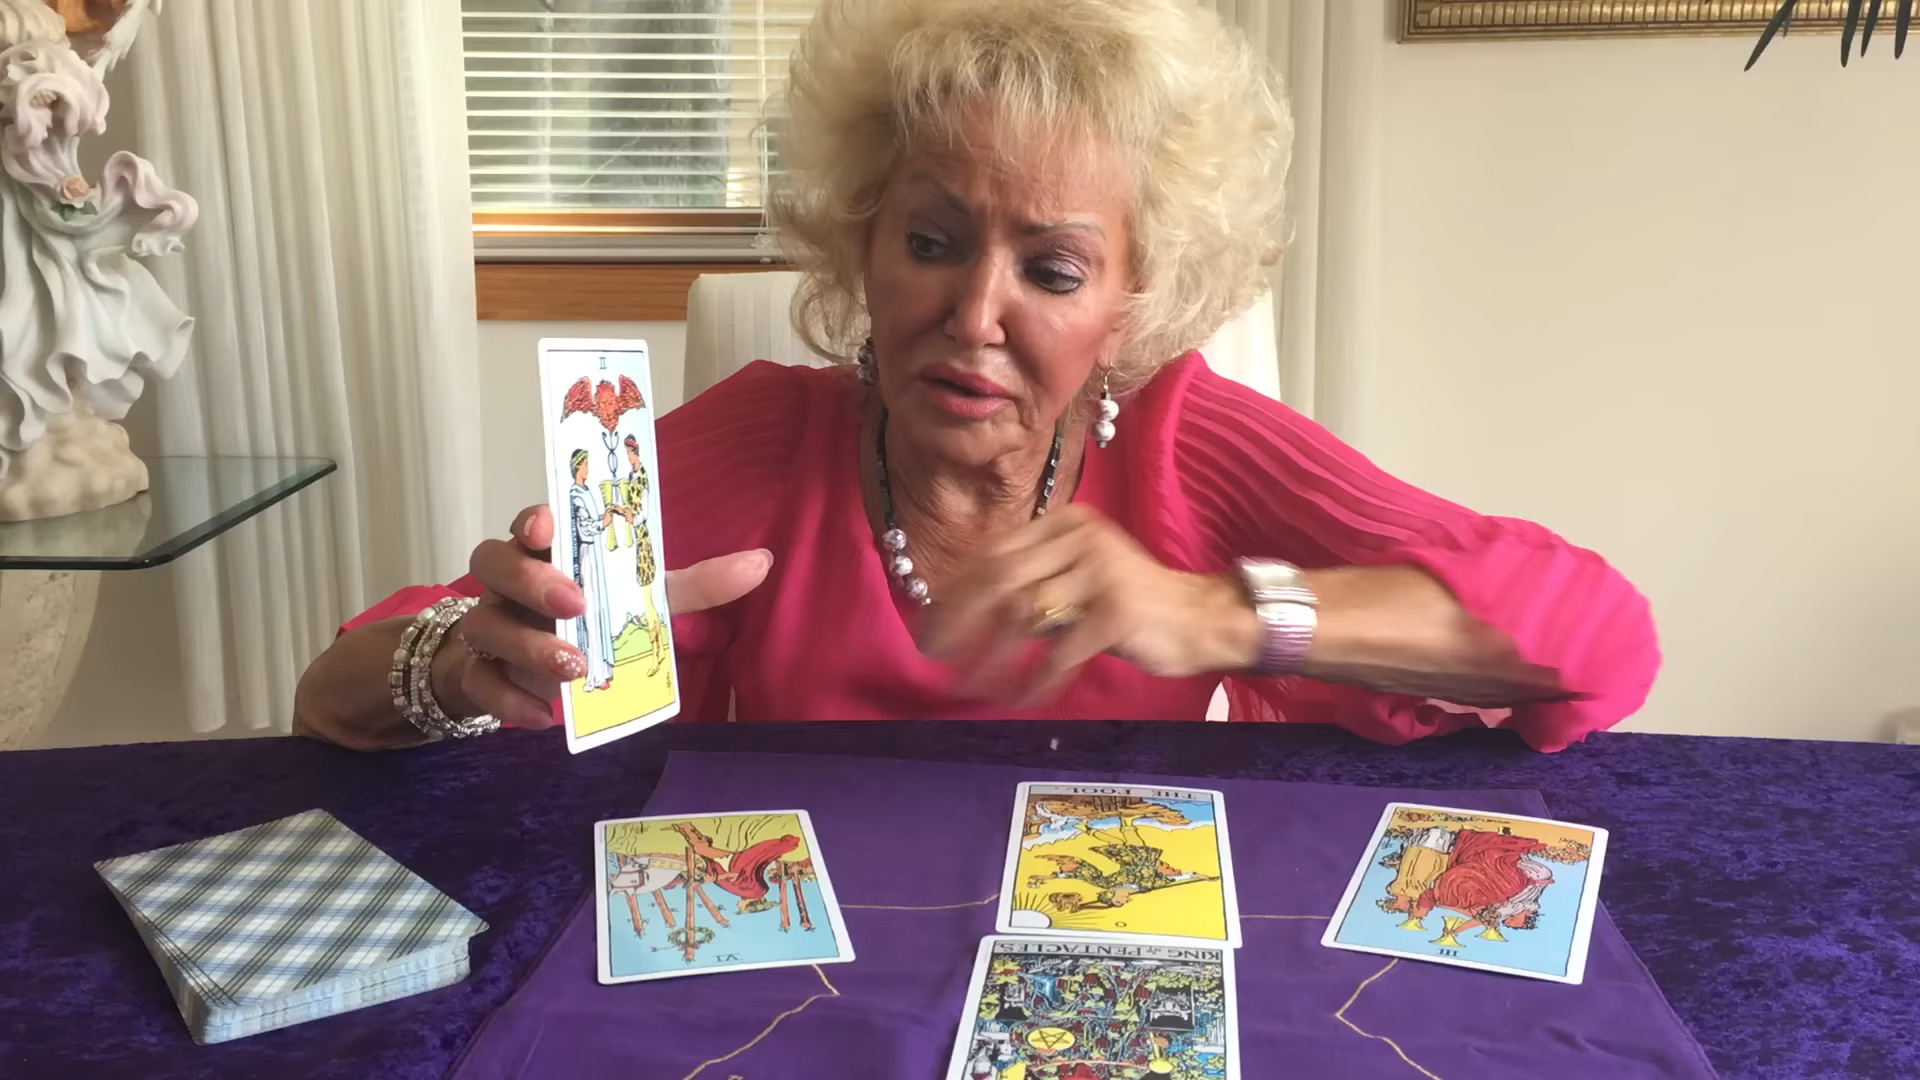 II
THE FOOL.
0
VI
III
KING of PENTACLES.